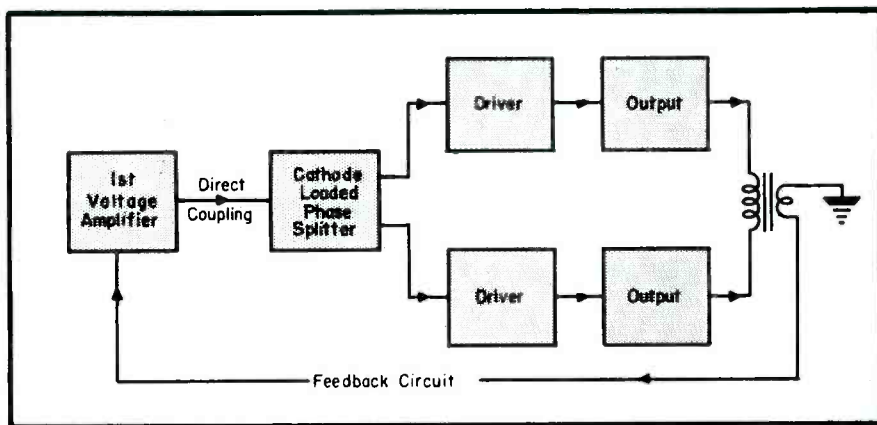 1st
Voltage
Amplifier
Direct
Coupling
Cathode
Loaded
Phase
Splitter
Driver
Output
Driver
Output
Feedback Circuit